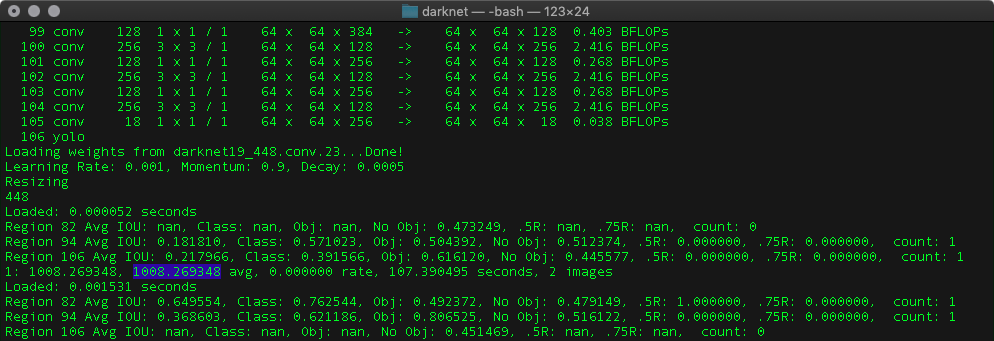 darknet — -bash — 123×24
99 conv 128 1 x 1 / 1 64 x 64 x 384 -> 64 x 64 x 128 0.403 BFLOPs
100 conv 256 3 x 3 / 1 64 x 64 x 128 -> 64 x 64 x 256 2.416 BFLOPs
101 conv 128 1 x 1 / 1 64 x 64 x 256 -> 64 x 64 x 128 0.268 BFLOPs
102 conv 256 3 x 3 / 1 64 x 64 x 128 -> 64 x 64 x 256 2.416 BFLOPs
103 conv 128 1 x 1 / 1 64 x 64 x 256 -> 64 x 64 x 128 0.268 BFLOPs
104 conv 256 3 x 3 / 1 64 x 64 x 128 -> 64 x 64 x 256 2.416 BFLOPs
105 conv 18 1 x 1 / 1 64 x 64 x 256 -> 64 x 64 x 18 0.038 BFLOPs
106 yolo
Loading weights from darknet19_448.conv.23...Done!
Learning Rate: 0.001, Momentum: 0.9, Decay: 0.0005
Resizing
448
Loaded: 0.000052 seconds
Region 82 Avg IOU: nan, Class: nan, Obj: nan, No Obj: 0.473249, .5R: nan, .75R: nan, count: 0
Region 94 Avg IOU: 0.181810, Class: 0.571023, Obj: 0.504392, No Obj: 0.512374, .5R: 0.000000, .75R: 0.000000, count: 1
Region 106 Avg IOU: 0.217966, Class: 0.391566, Obj: 0.616120, No Obj: 0.445577, .5R: 0.000000, .75R: 0.000000, count: 1
1: 1008.269348, 1008.269348 avg, 0.000000 rate, 107.390495 seconds, 2 images
Loaded: 0.001531 seconds
Region 82 Avg IOU: 0.649554, Class: 0.762544, Obj: 0.492372, No Obj: 0.479149, .5R: 1.000000, .75R: 0.000000, count: 1
Region 94 Avg IOU: 0.368603, Class: 0.621186, Obj: 0.806525, No Obj: 0.516122, .5R: 0.000000, .75R: 0.000000, count: 1
Region 106 Avg IOU: nan, Class: nan, Obj: nan, No Obj: 0.451469, .5R: nan, .75R: nan, count: 0